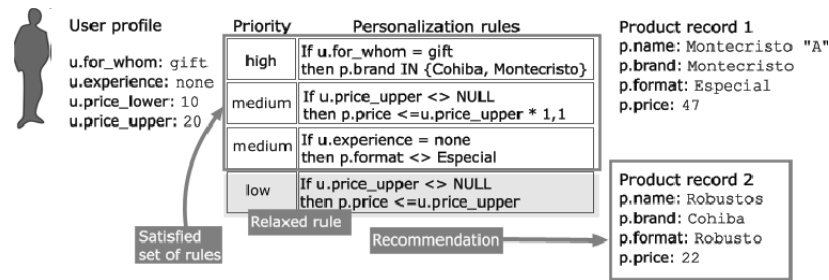 User profile
u.for_whom: gift
u.experience: none
u.price_lower: 10
u.price_upper: 20
Priority
Personalization rules
high
If u.for_whom = gift
then p.brand IN {Cohiba, Montecristo}
medium
If u.price_upper <> NULL
then p.price <=u.price_upper * 1,1
medium
If u.experience = none
then p.format <> Especial
low
If u.price_upper <> NULL
then p.price <=u.price_upper
Relaxed rule
Satisfied
set of rules
Recommendation
Product record 1
p.name: Montecristo "A"
p.brand: Montecristo
p.format: Especial
p.price: 47
Product record 2
p.name: Robustos
p.brand: Cohiba
p.format: Robusto
p.price: 22